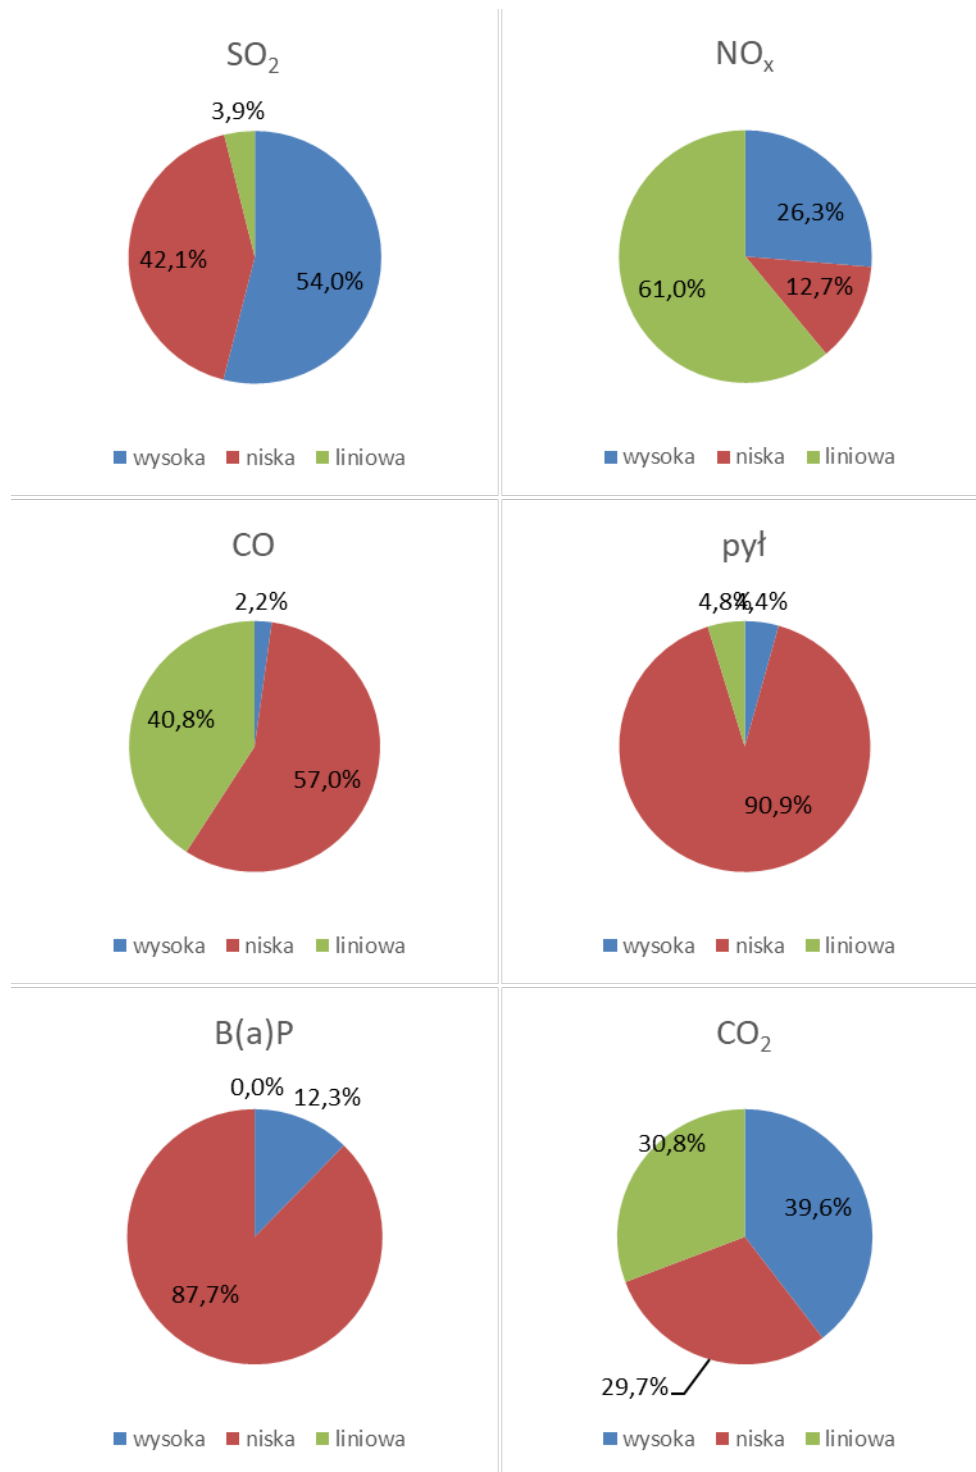 SO₂
3,9%
42,1%
54,0%
wysoka niska liniowa
NOₓ
26,3%
12,7%
61,0%
wysoka niska liniowa
CO
2,2%
40,8%
57,0%
wysoka niska liniowa
pył
4,8% 4,4%
90,9%
wysoka niska liniowa
B(a)P
0,0% 12,3%
87,7%
wysoka niska liniowa
CO₂
30,8%
39,6%
29,7%
wysoka niska liniowa